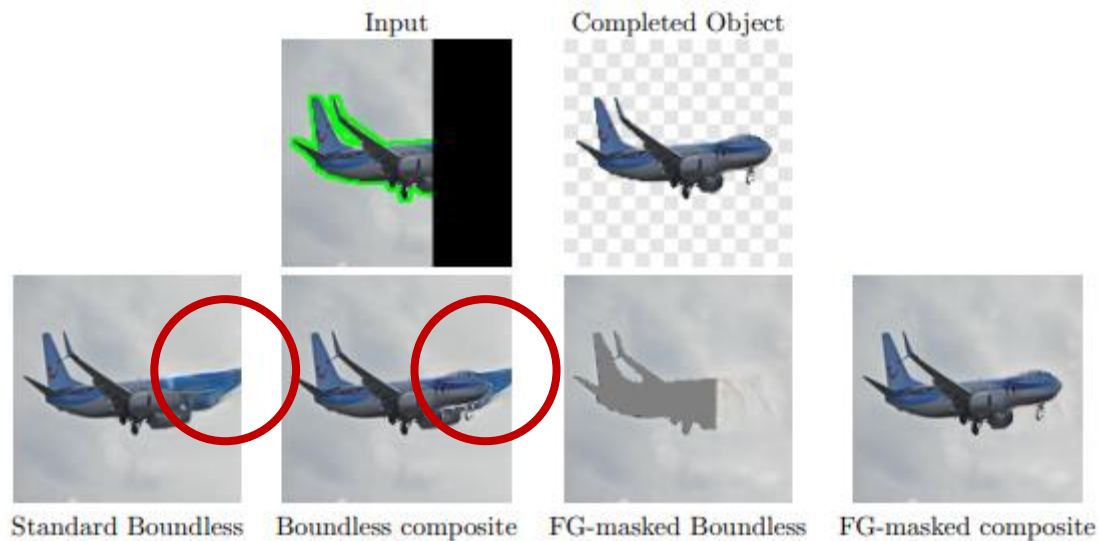 Input
Completed Object
Standard Boundless
Boundless composite
FG-masked Boundless
FG-masked composite